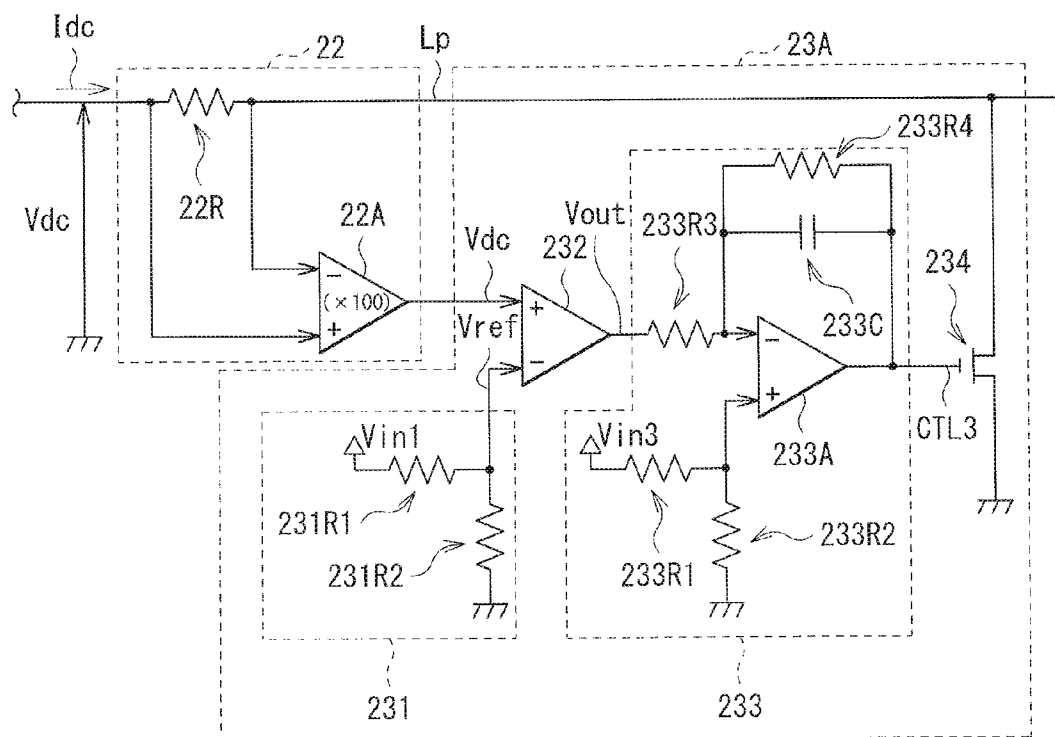 Idc
22
Lp
23A
233R4
22R
Vdc
22A
Vdc
Vout
233R3
232
234
(×100)
−
+
Vref
+
−
233C
−
+
CTL3
Vin1
Vin3
233A
231R1
231R2
233R1
233R2
231
233